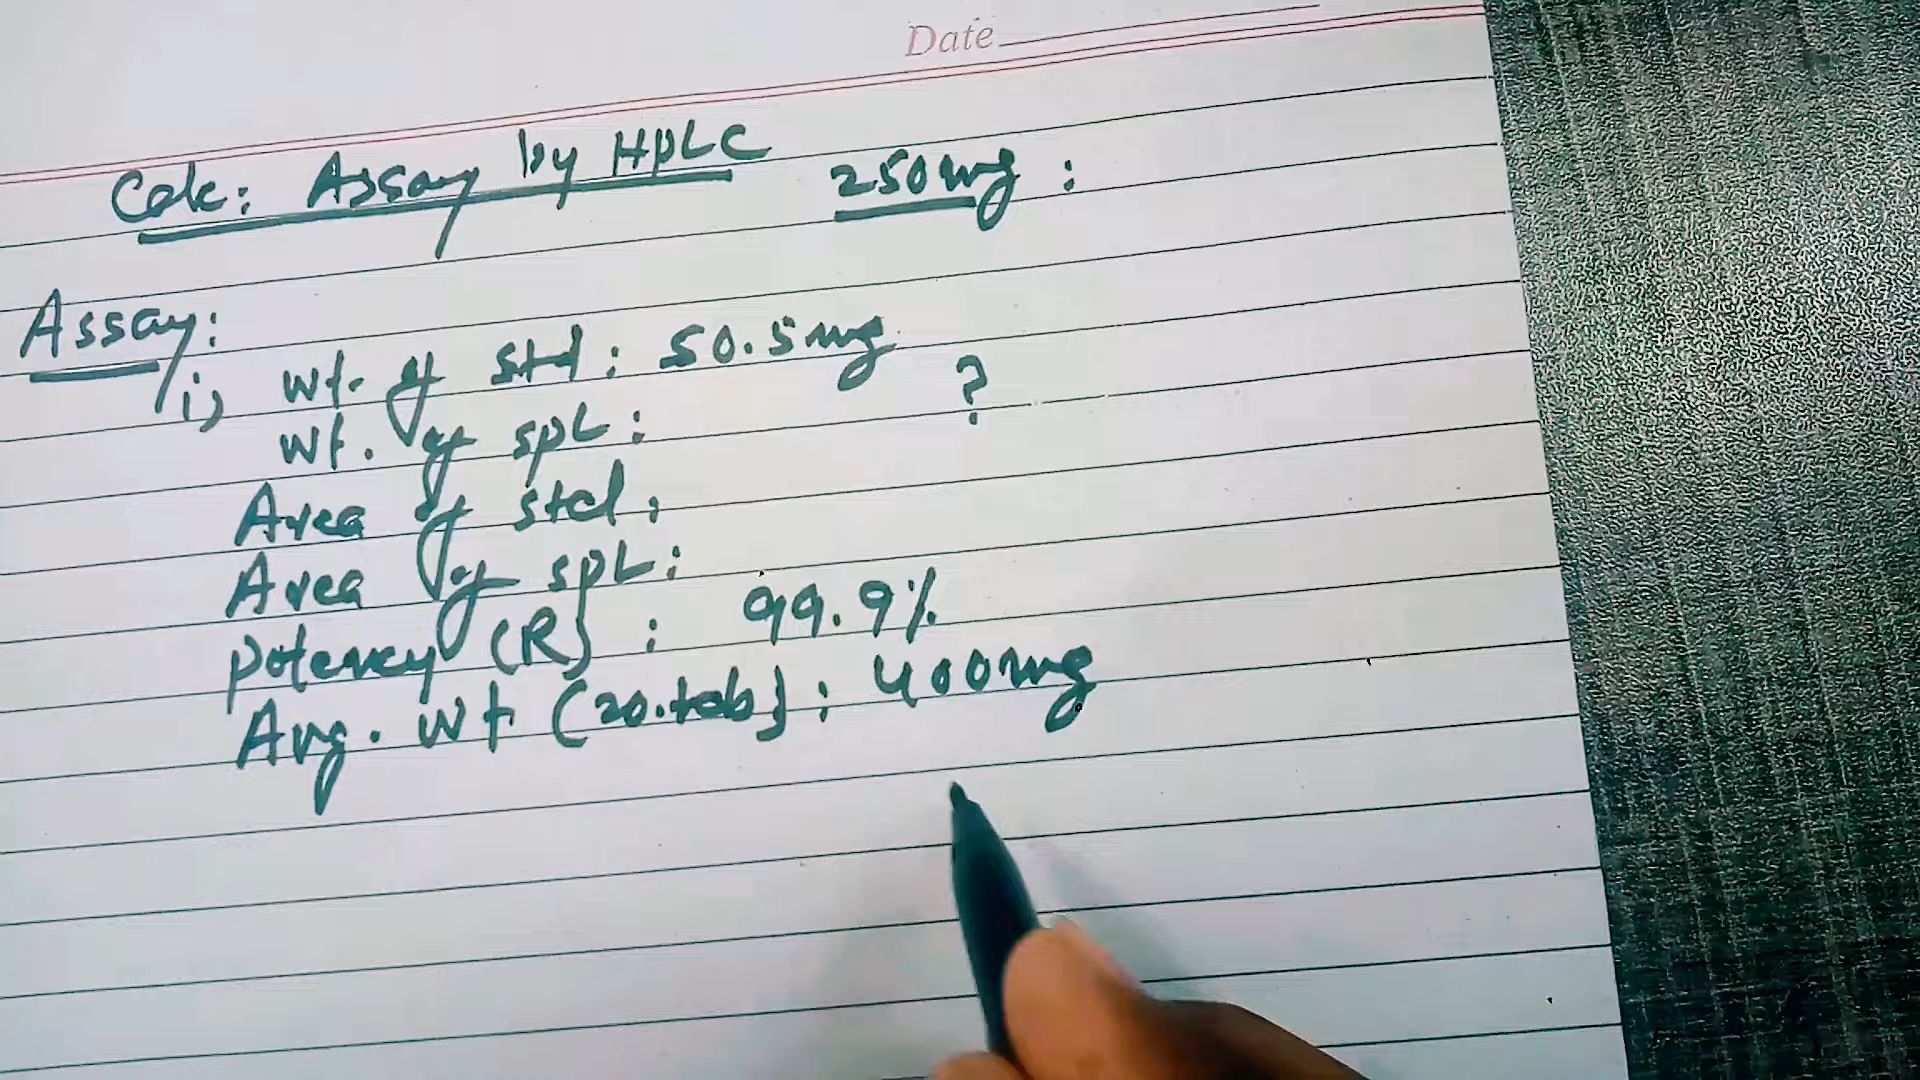 Date
Calc: Assay by HPLC 250mg:
Assay:
i) Wt. of Std: 50.5mg
Wt. of spL: ?
Area of std:
Area of spL:
potency (R) : 99.9%
Avg. Wt (20.tab) : 400mg